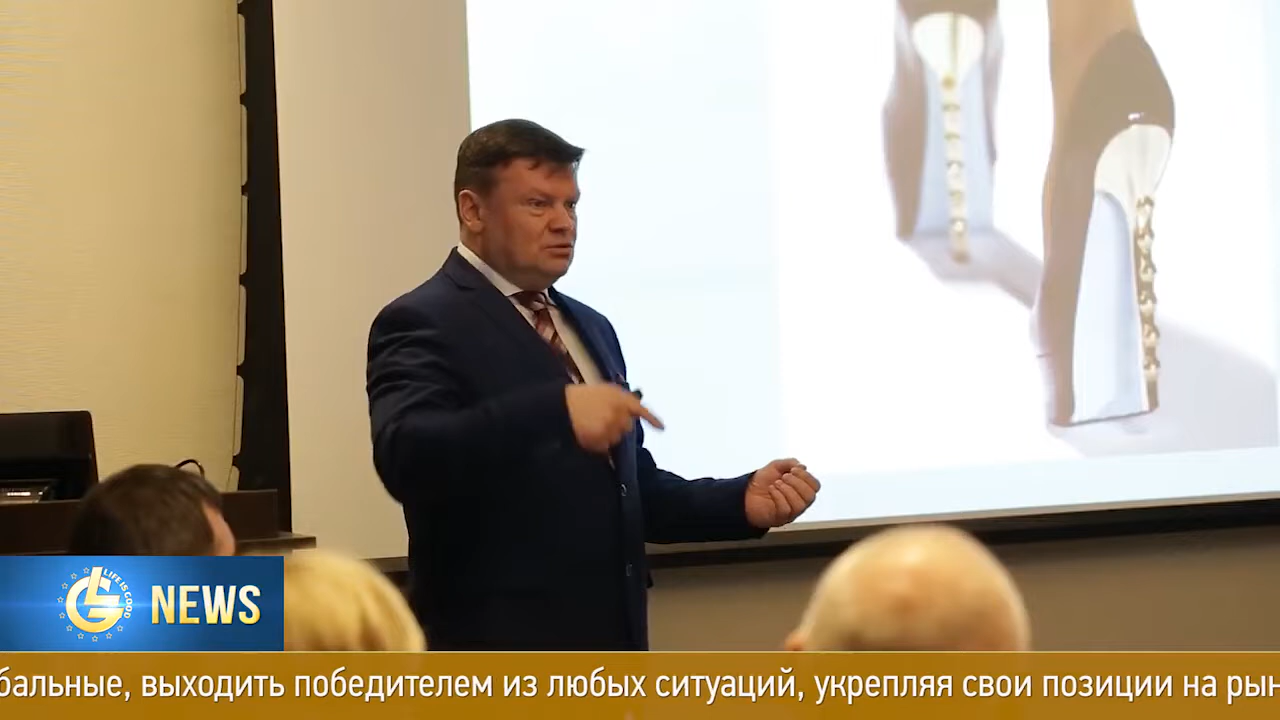 LIFE IS GOOD
NEWS
бальные, выходить победителем из любых ситуаций, укрепляя свои позиции на рын